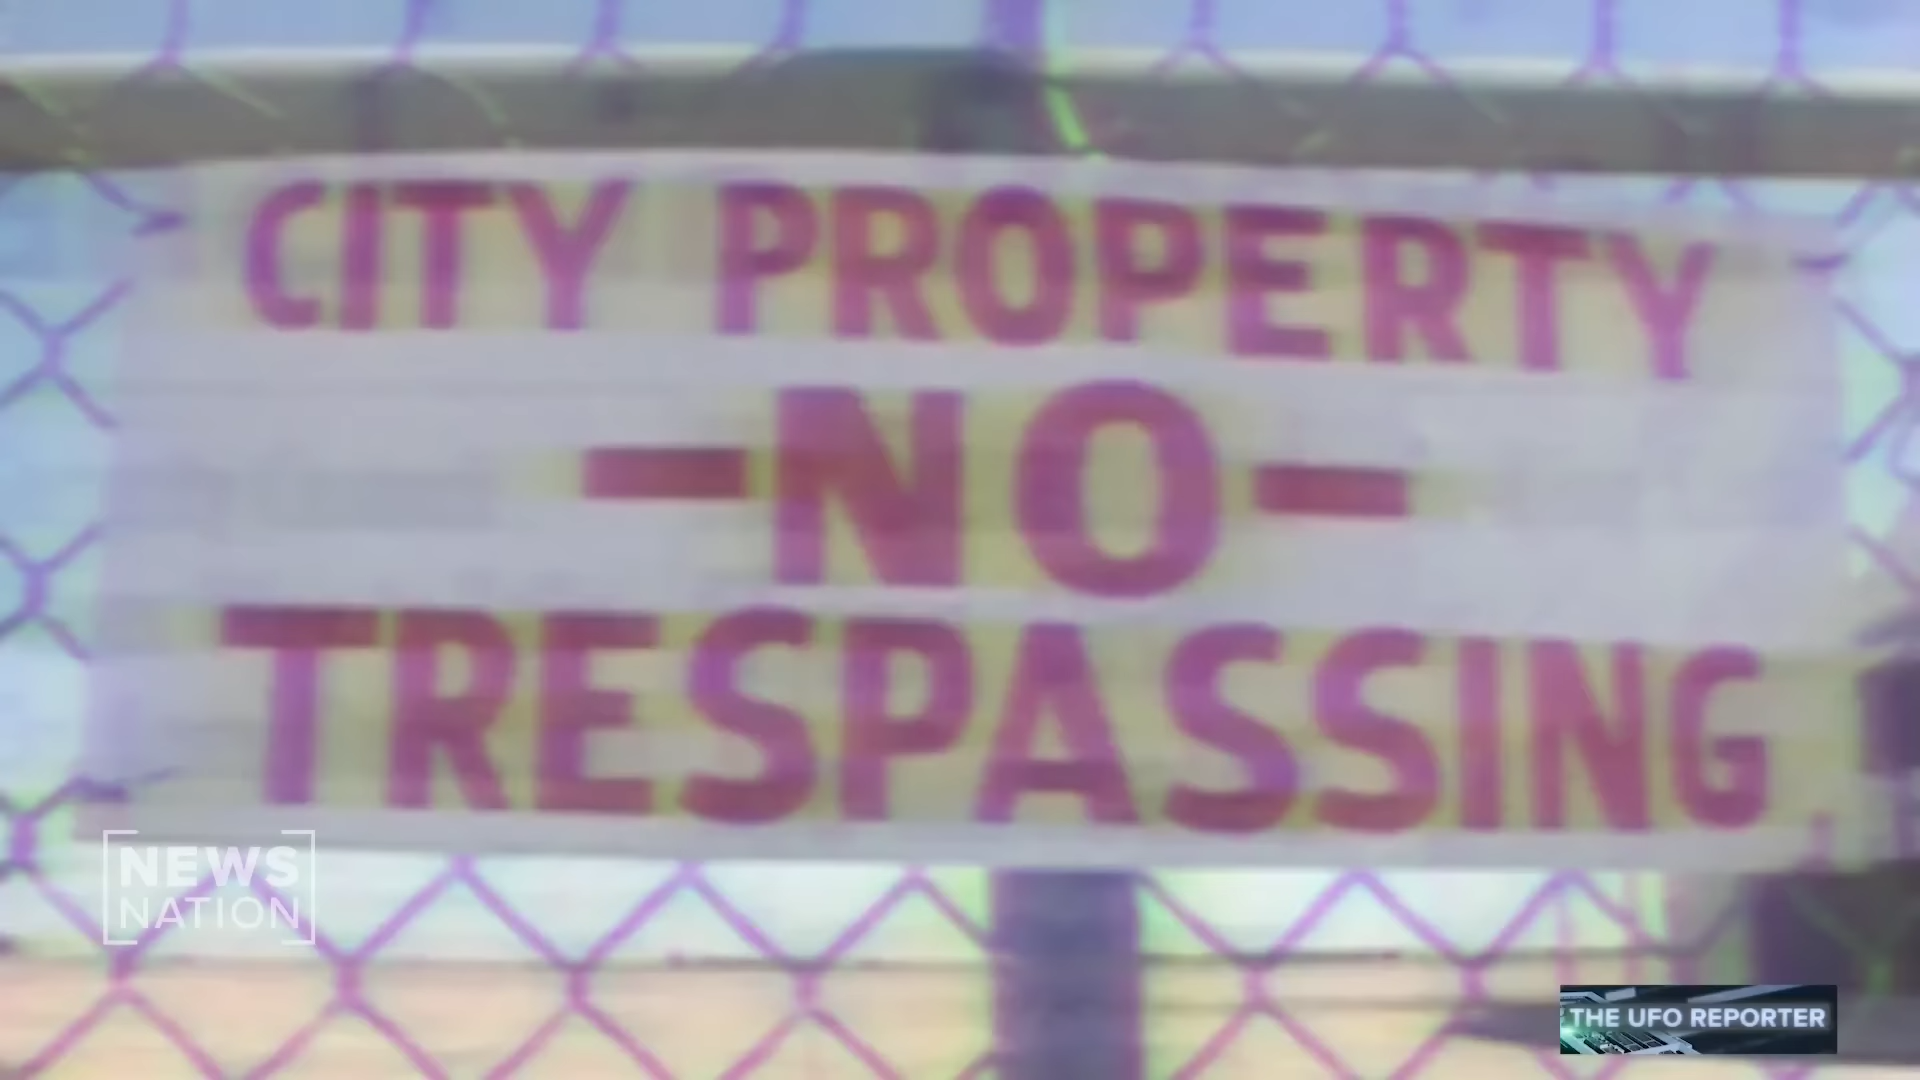 CITY PROPERTY
-NO-
TRESPASSING
NEWS
NATION
THE UFO REPORTER